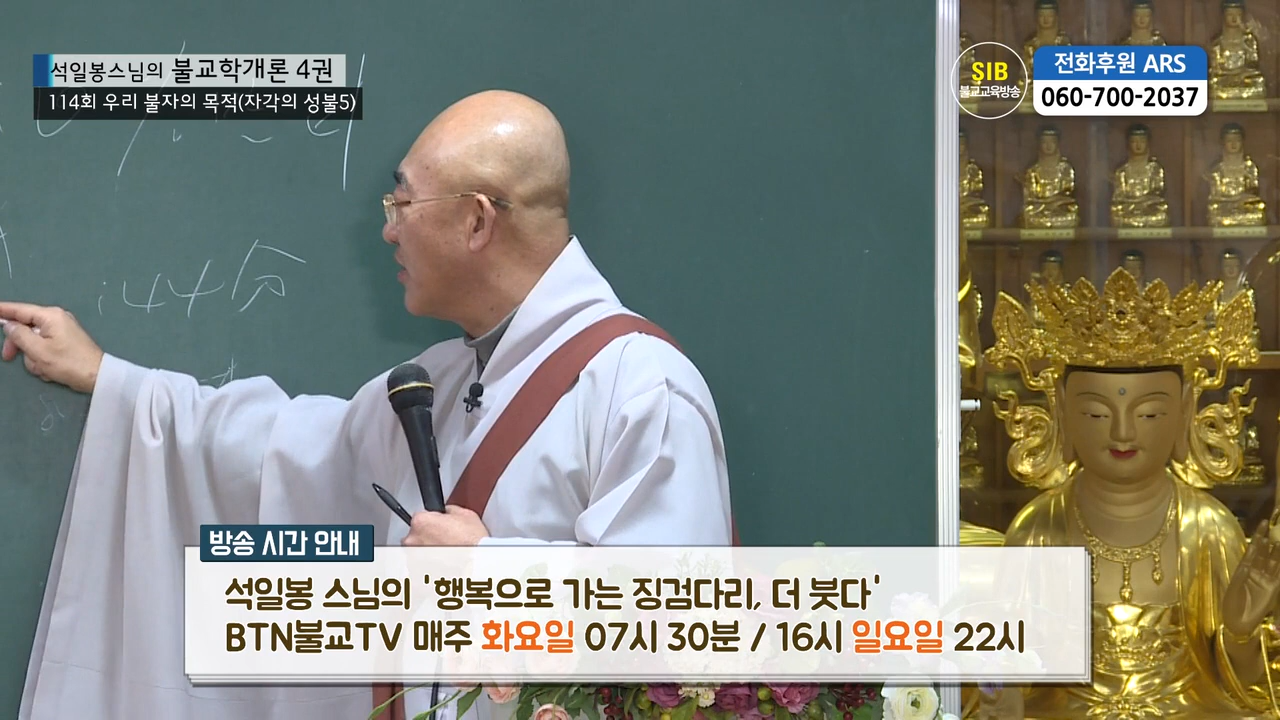 석일봉스님의 불교학개론 4권
114회 우리 불자의 목적(자각의 성불5)
SIB
불교교육방송
전화후원 ARS
060-700-2037
144分
방송 시간 안내
석일봉 스님의 '행복으로 가는 징검다리, 더 붓다'
BTN불교TV 매주 화요일 07시 30분 / 16시 일요일 22시